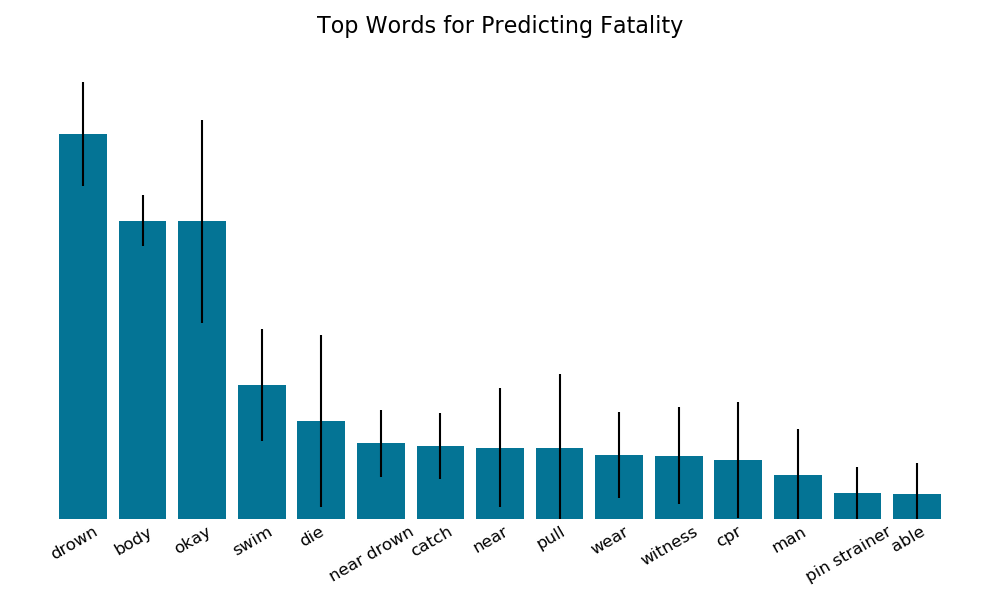 Top Words for Predicting Fatality
drown
body
okay
swim
die
near drown
catch
near
pull
wear
witness
cpr
man
pin strainer
able